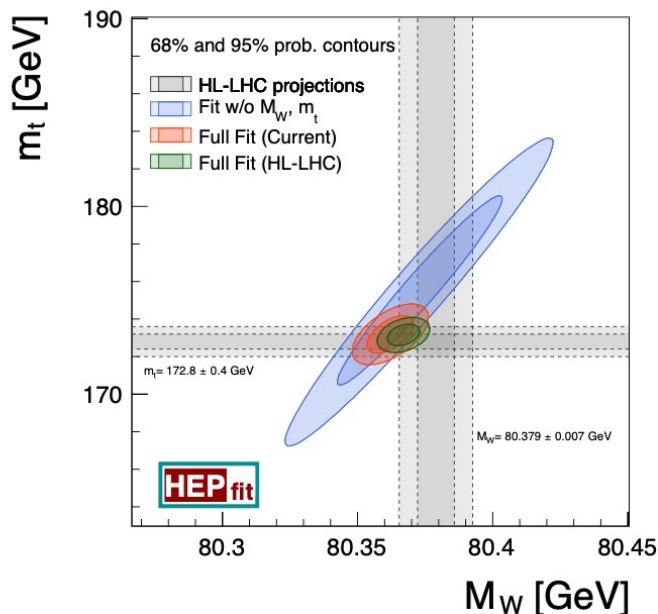 190
180
170
m_t [GeV]
68% and 95% prob. contours
HL-LHC projections
Fit w/o M_W, m_t
Full Fit (Current)
Full Fit (HL-LHC)
m_t= 172.8 ± 0.4 GeV
M_W= 80.379 ± 0.007 GeV
HEP fit
80.3 80.35 80.4 80.45
M_W [GeV]